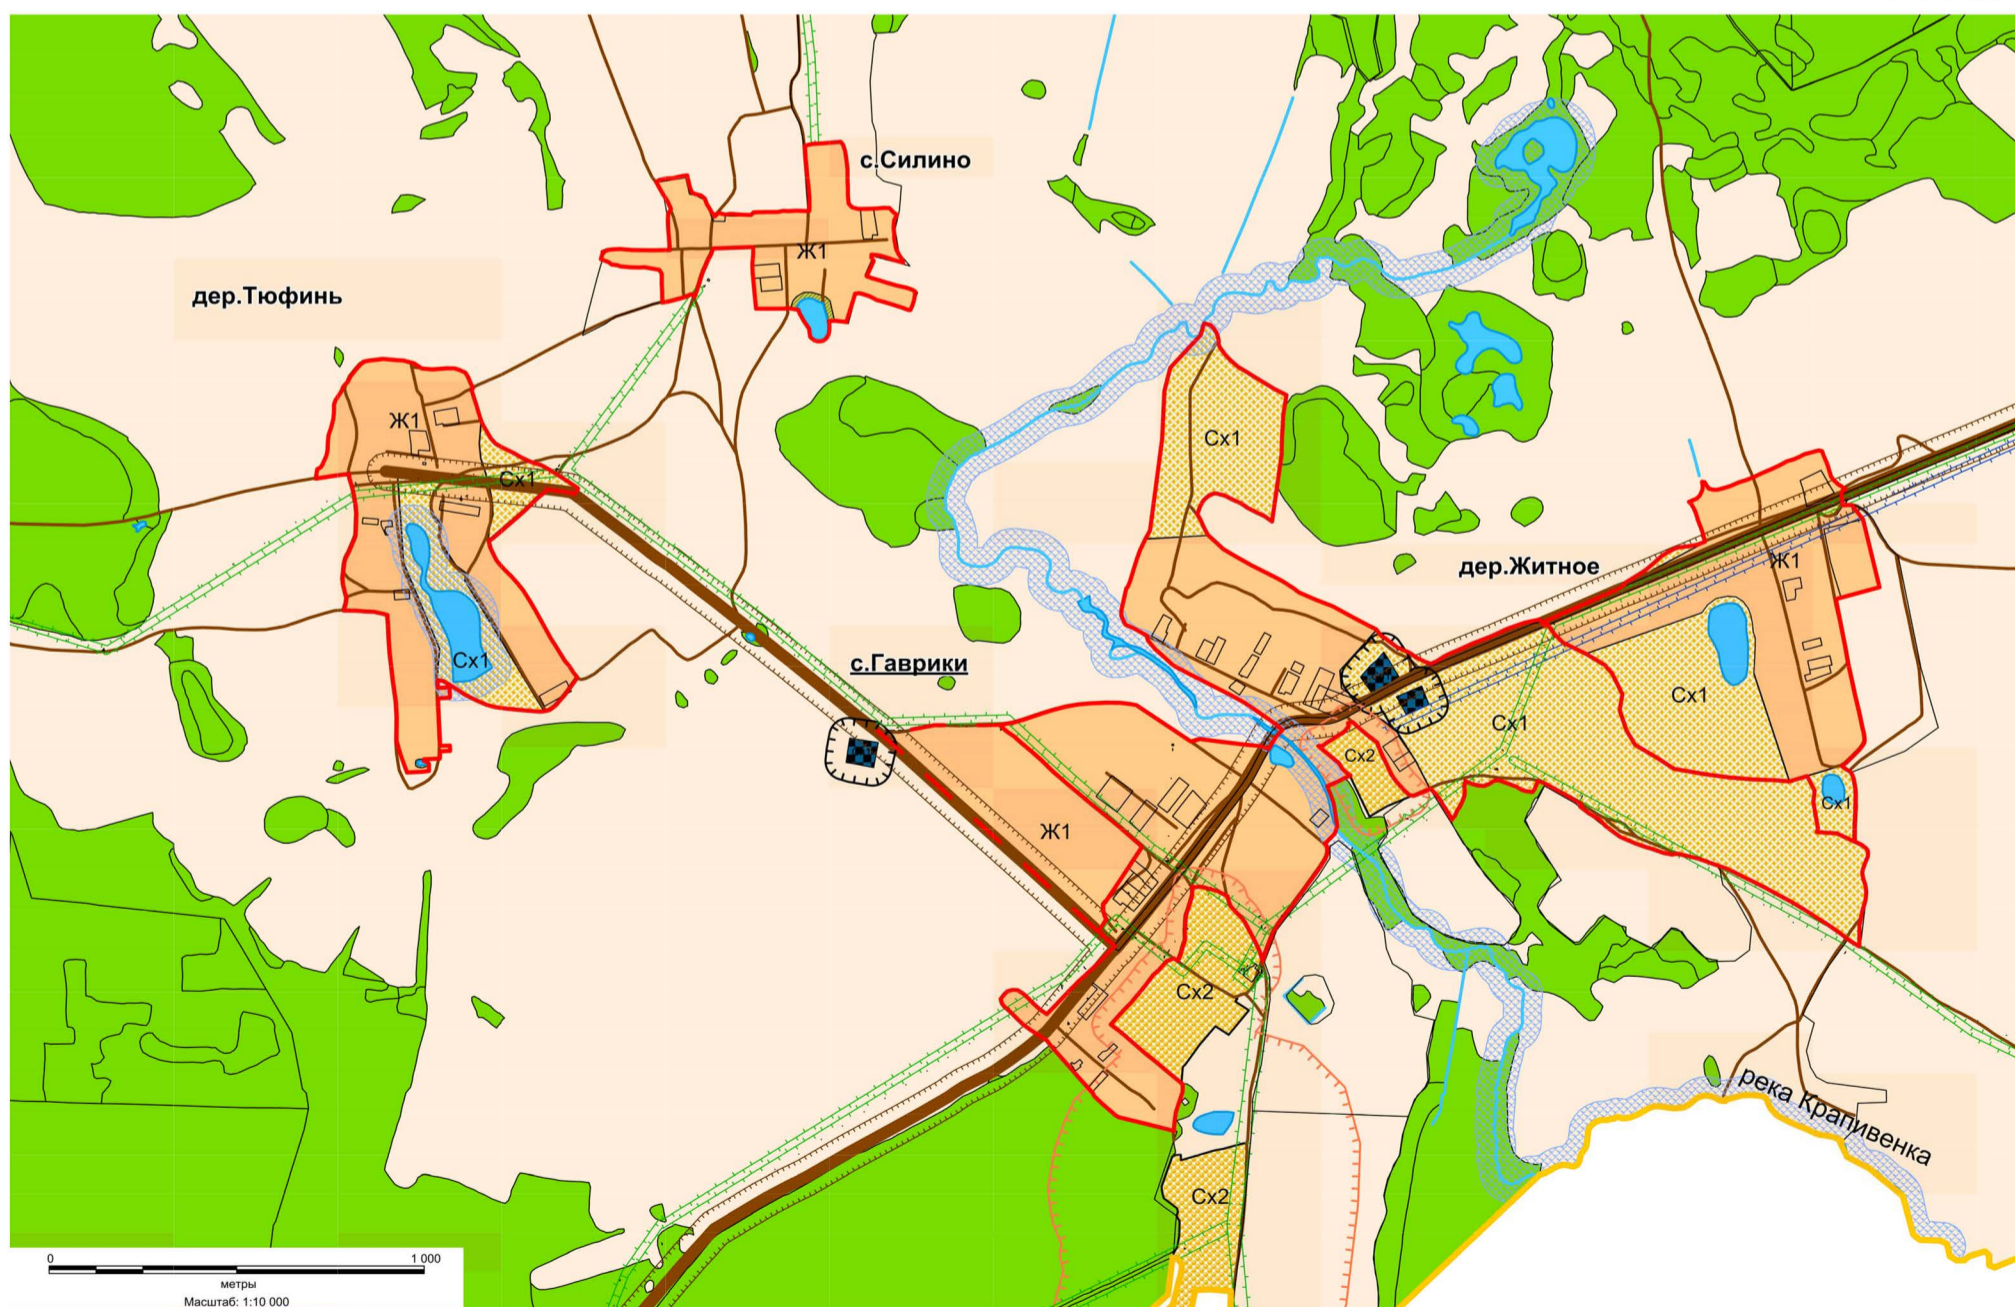 с.Силино
Ж1
дер.Тюфинь
Ж1
Сх1
Сх1
дер.Житное
Ж1
Сх1
с.Гаврики
Сх1
Сх1
Сх2
Сх1
Ж1
Сх2
река Крапивенка
Сх2
0 1 000
метры
Масштаб: 1:10 000